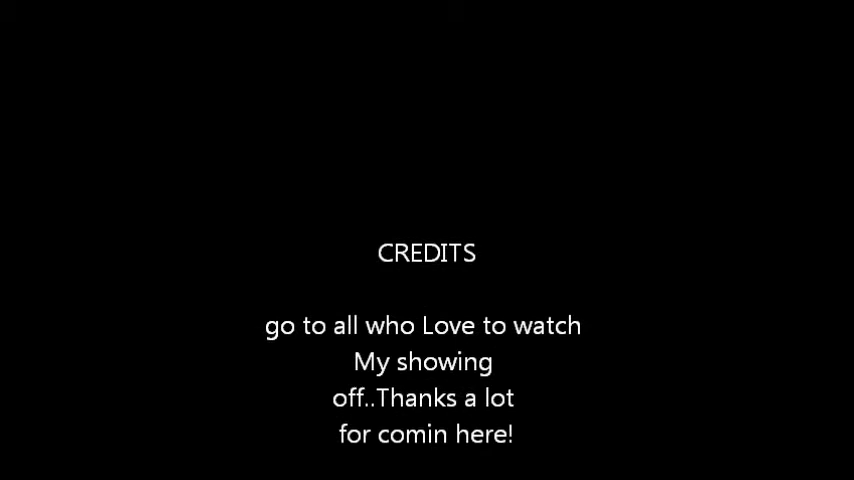 CREDITS
go to all who Love to watch
My showing
off..Thanks a lot
for comin here!